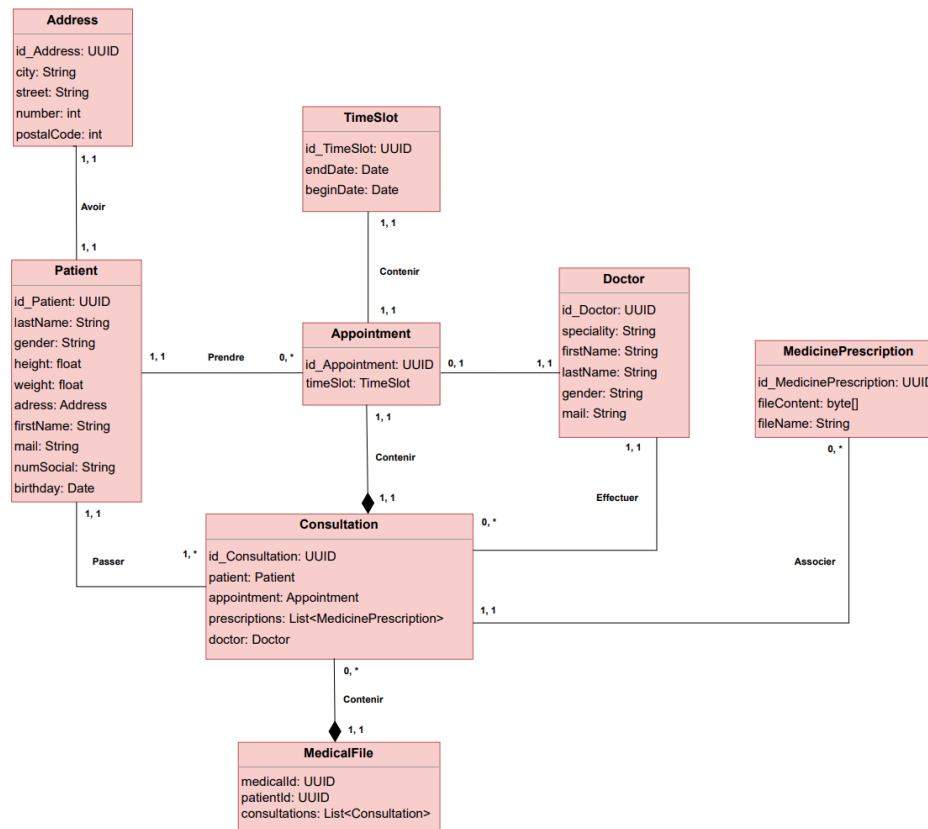 Address
id_Address: UUID
city: String
street: String
number: int
postalCode: int
1, 1
Avoir
1, 1
TimeSlot
id_TimeSlot: UUID
endDate: Date
beginDate: Date
1, 1
Contenir
1, 1
Patient
id_Patient: UUID
lastName: String
gender: String
height: float
weight: float
adress: Address
firstName: String
mail: String
numSocial: String
birthday: Date
1, 1
Prendre
0, *
Appointment
id_Appointment: UUID
timeSlot: TimeSlot
0, 1
1, 1
Doctor
id_Doctor: UUID
speciality: String
firstName: String
lastName: String
gender: String
mail: String
MedicinePrescription
id_MedicinePrescription: UUID
fileContent: byte[]
fileName: String
1, 1
Contenir
1, 1
1, 1
Effectuer
0, *
0, *
Associer
1, 1
1, 1
Passer
1, *
Consultation
id_Consultation: UUID
patient: Patient
appointment: Appointment
prescriptions: List<MedicinePrescription>
doctor: Doctor
0, *
Contenir
1, 1
MedicalFile
medicalId: UUID
patientId: UUID
consultations: List<Consultation>